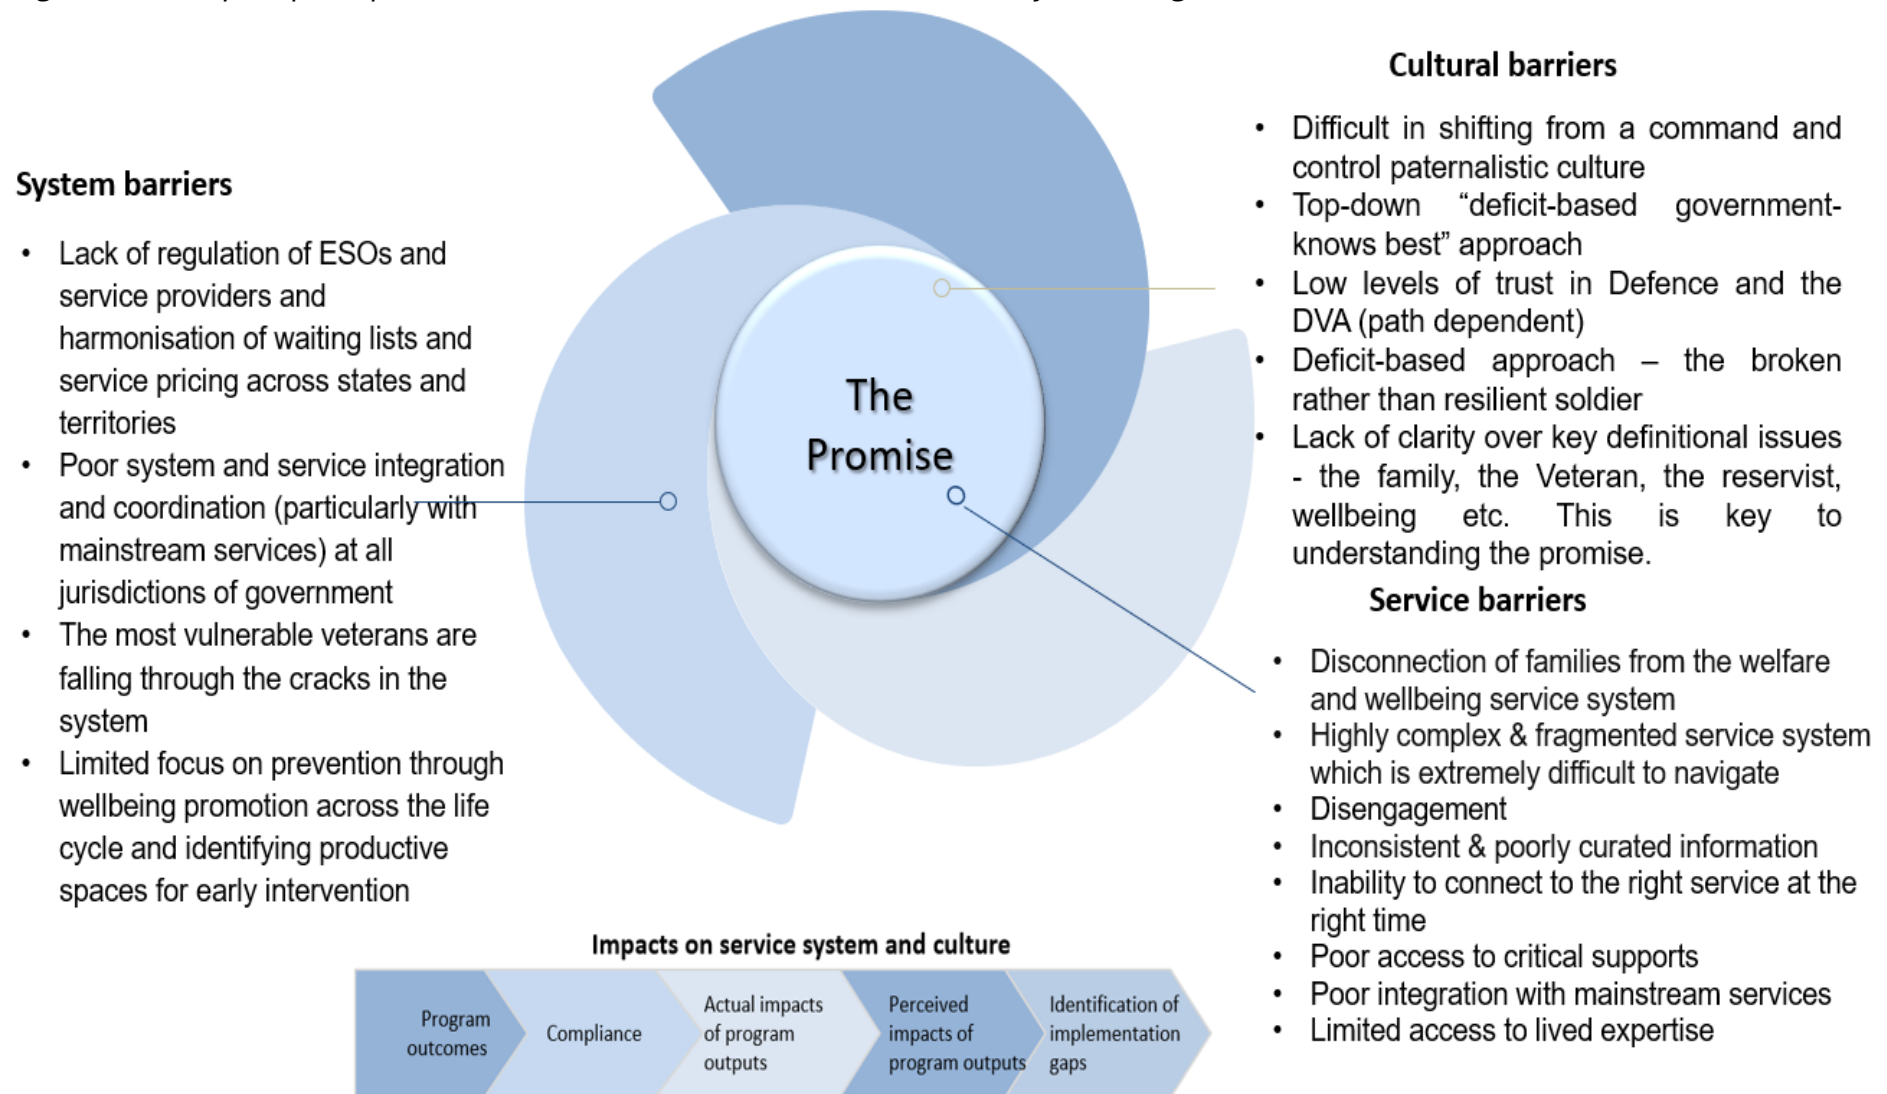 System barriers
• Lack of regulation of ESOs and
service providers and
harmonisation of waiting lists and
service pricing across states and
territories
• Poor system and service integration
and coordination (particularly with
mainstream services) at all
jurisdictions of government
• The most vulnerable veterans are
falling through the cracks in the
system
• Limited focus on prevention through
wellbeing promotion across the life
cycle and identifying productive
spaces for early intervention
The
Promise
Cultural barriers
• Difficult in shifting from a command and
control paternalistic culture
• Top-down “deficit-based government-
knows best” approach
• Low levels of trust in Defence and the
DVA (path dependent)
• Deficit-based approach – the broken
rather than resilient soldier
• Lack of clarity over key definitional issues
- the family, the Veteran, the reservist,
wellbeing etc. This is key to
understanding the promise.
Service barriers
• Disconnection of families from the welfare
and wellbeing service system
• Highly complex & fragmented service system
which is extremely difficult to navigate
• Disengagement
• Inconsistent & poorly curated information
• Inability to connect to the right service at the
right time
• Poor access to critical supports
• Poor integration with mainstream services
• Limited access to lived expertise
Impacts on service system and culture
Program
outcomes
Compliance
Actual impacts
of program
outputs
Perceived
impacts of
program outputs
Identification of
implementation
gaps